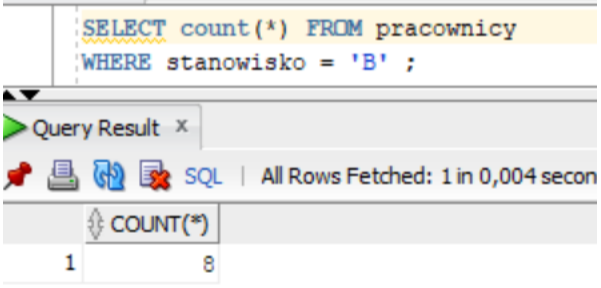 SELECT count(*) FROM pracownicy
WHERE stanowisko = 'B' ;
Query Result x
SQL | All Rows Fetched: 1 in 0,004 secon
COUNT(*)
1 8